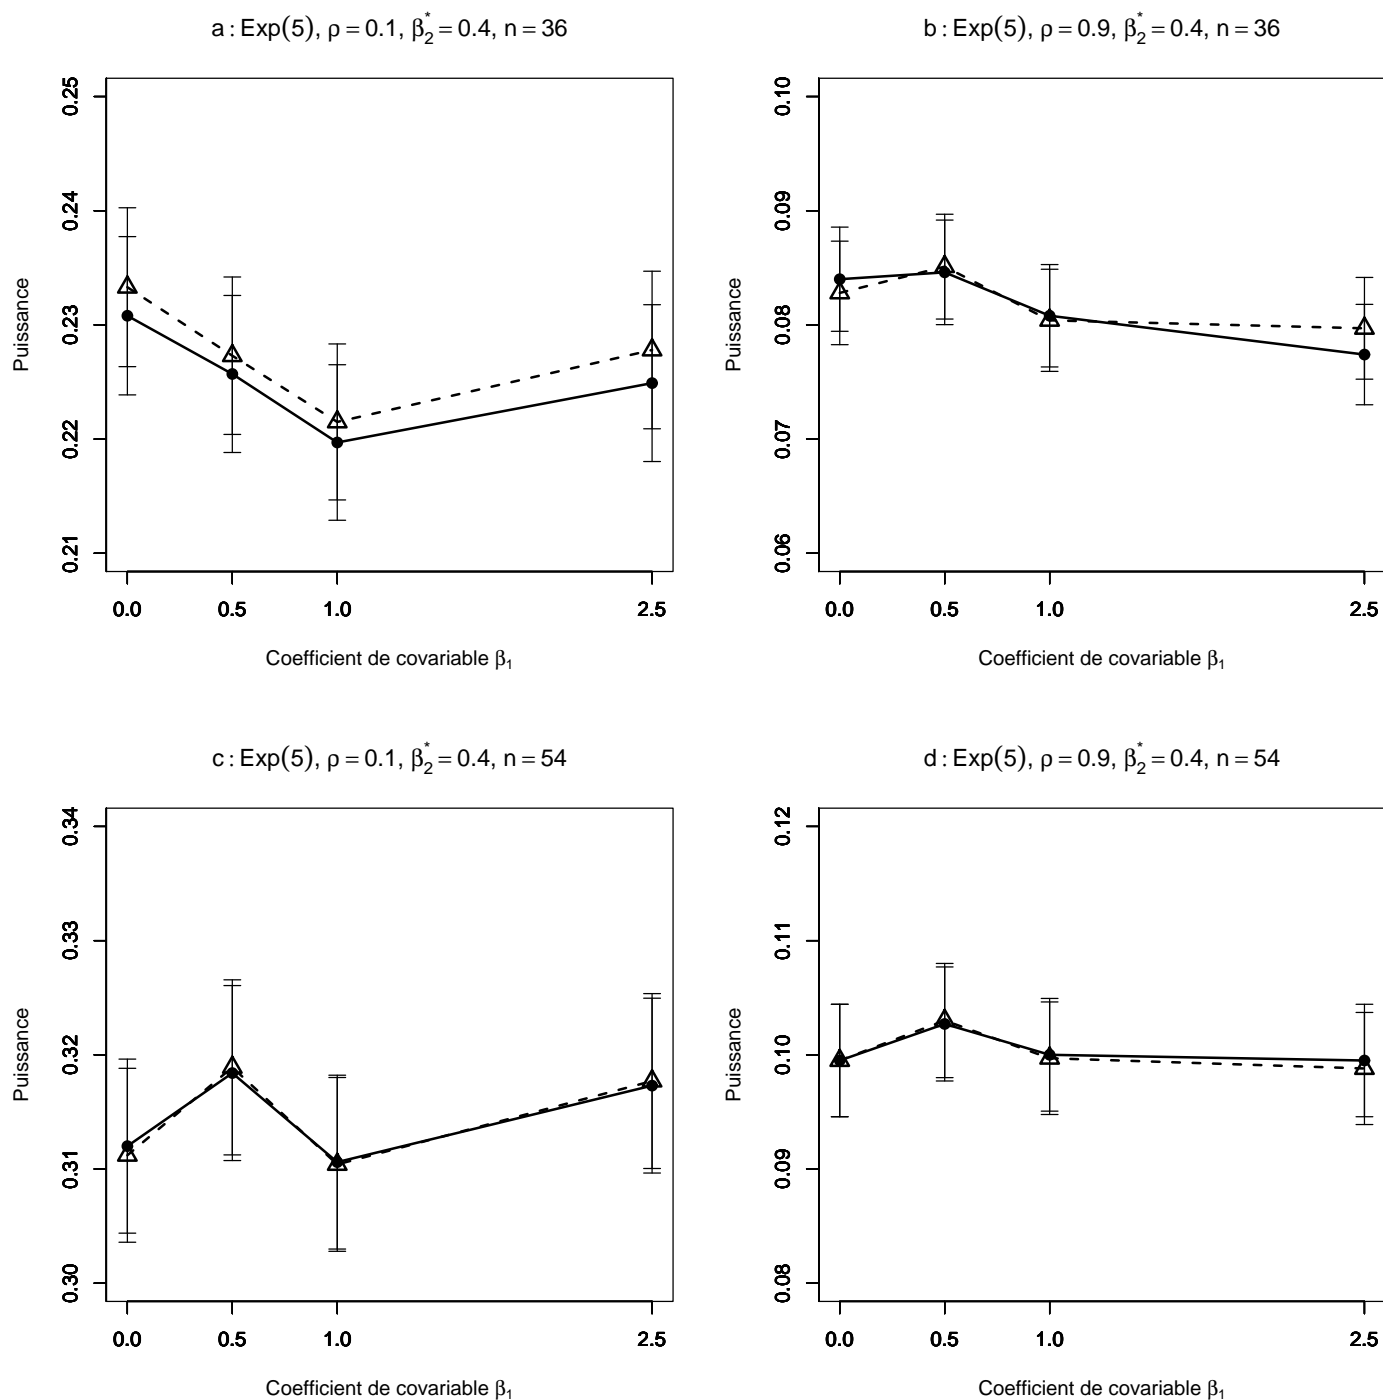 a : Exp(5), ρ = 0.1, β₂* = 0.4, n = 36
Puissance
0.25
0.24
0.23
0.22
0.21
0.0 0.5 1.0 2.5
Coefficient de covariable β₁
b : Exp(5), ρ = 0.9, β₂* = 0.4, n = 36
Puissance
0.10
0.09
0.08
0.07
0.06
0.0 0.5 1.0 2.5
Coefficient de covariable β₁
c : Exp(5), ρ = 0.1, β₂* = 0.4, n = 54
Puissance
0.34
0.33
0.32
0.31
0.30
0.0 0.5 1.0 2.5
Coefficient de covariable β₁
d : Exp(5), ρ = 0.9, β₂* = 0.4, n = 54
Puissance
0.12
0.11
0.10
0.09
0.08
0.0 0.5 1.0 2.5
Coefficient de covariable β₁